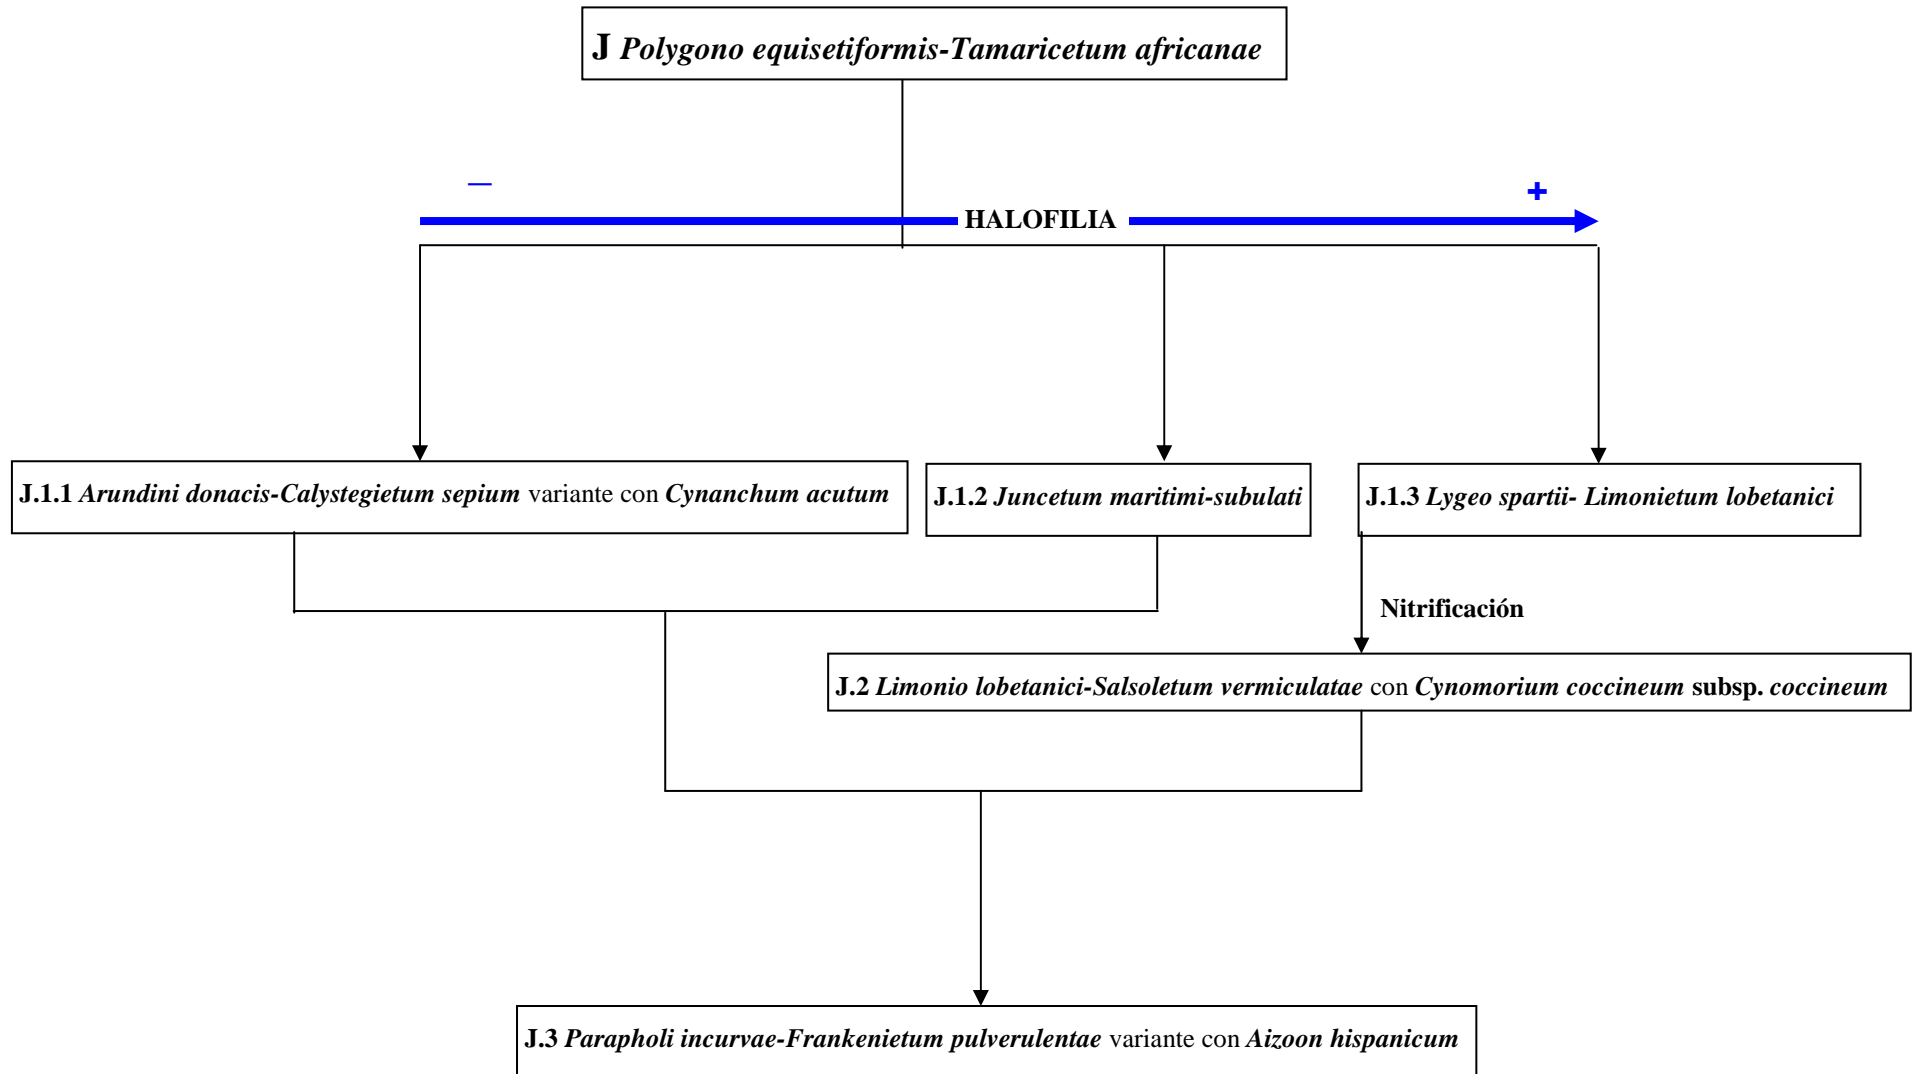 J Polygono equisetiformis-Tamaricetum africanae
— +
HALOFILIA
J.1.1 Arundini donacis-Calystegietum sepium variante con Cynanchum acutum
J.1.2 Juncetum maritimi-subulati
J.1.3 Lygeo spartii- Limonietum lobetanici
Nitrificación
J.2 Limonio lobetanici-Salsoletum vermiculatae con Cynomorium coccineum subsp. coccineum
J.3 Parapholi incurvae-Frankenietum pulverulentae variante con Aizoon hispanicum